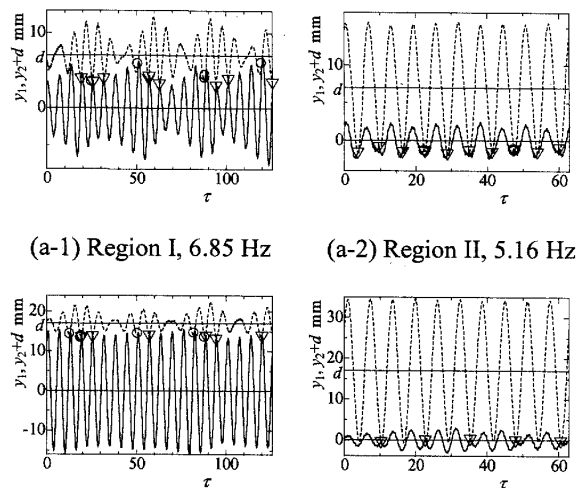 y₁, y₂+d mm
10
d
0
0 50 100
τ
y₁, y₂+d mm
10
d
0
0 20 40 60
τ
(a-1) Region I, 6.85 Hz
(a-2) Region II, 5.16 Hz
y₁, y₂+d mm
20
d
10
0
-10
0 50 100
τ
y₁, y₂+d mm
30
20
d
10
0
0 20 40 60
τ